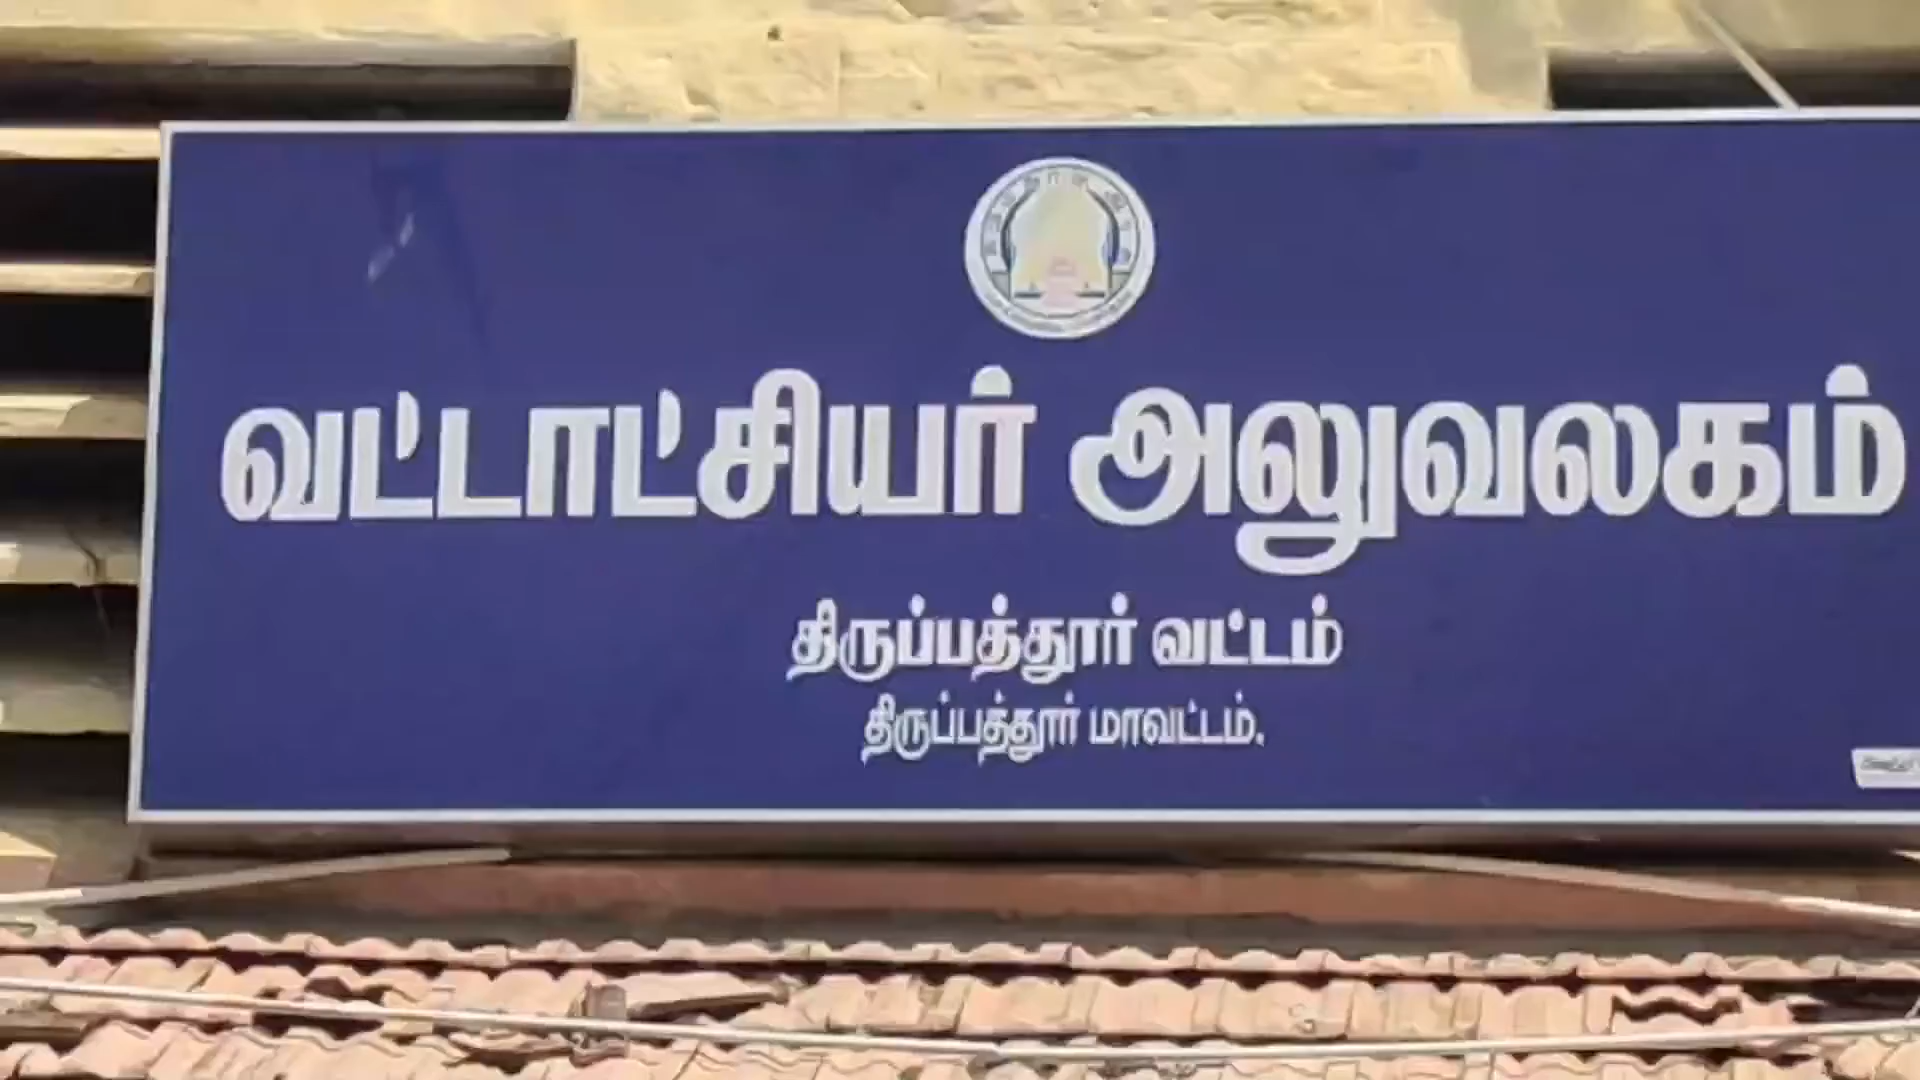 வட்டாட்சியர் அலுவலகம்
திருப்பத்தூர் வட்டம்
திருப்பத்தூர் மாவட்டம்.